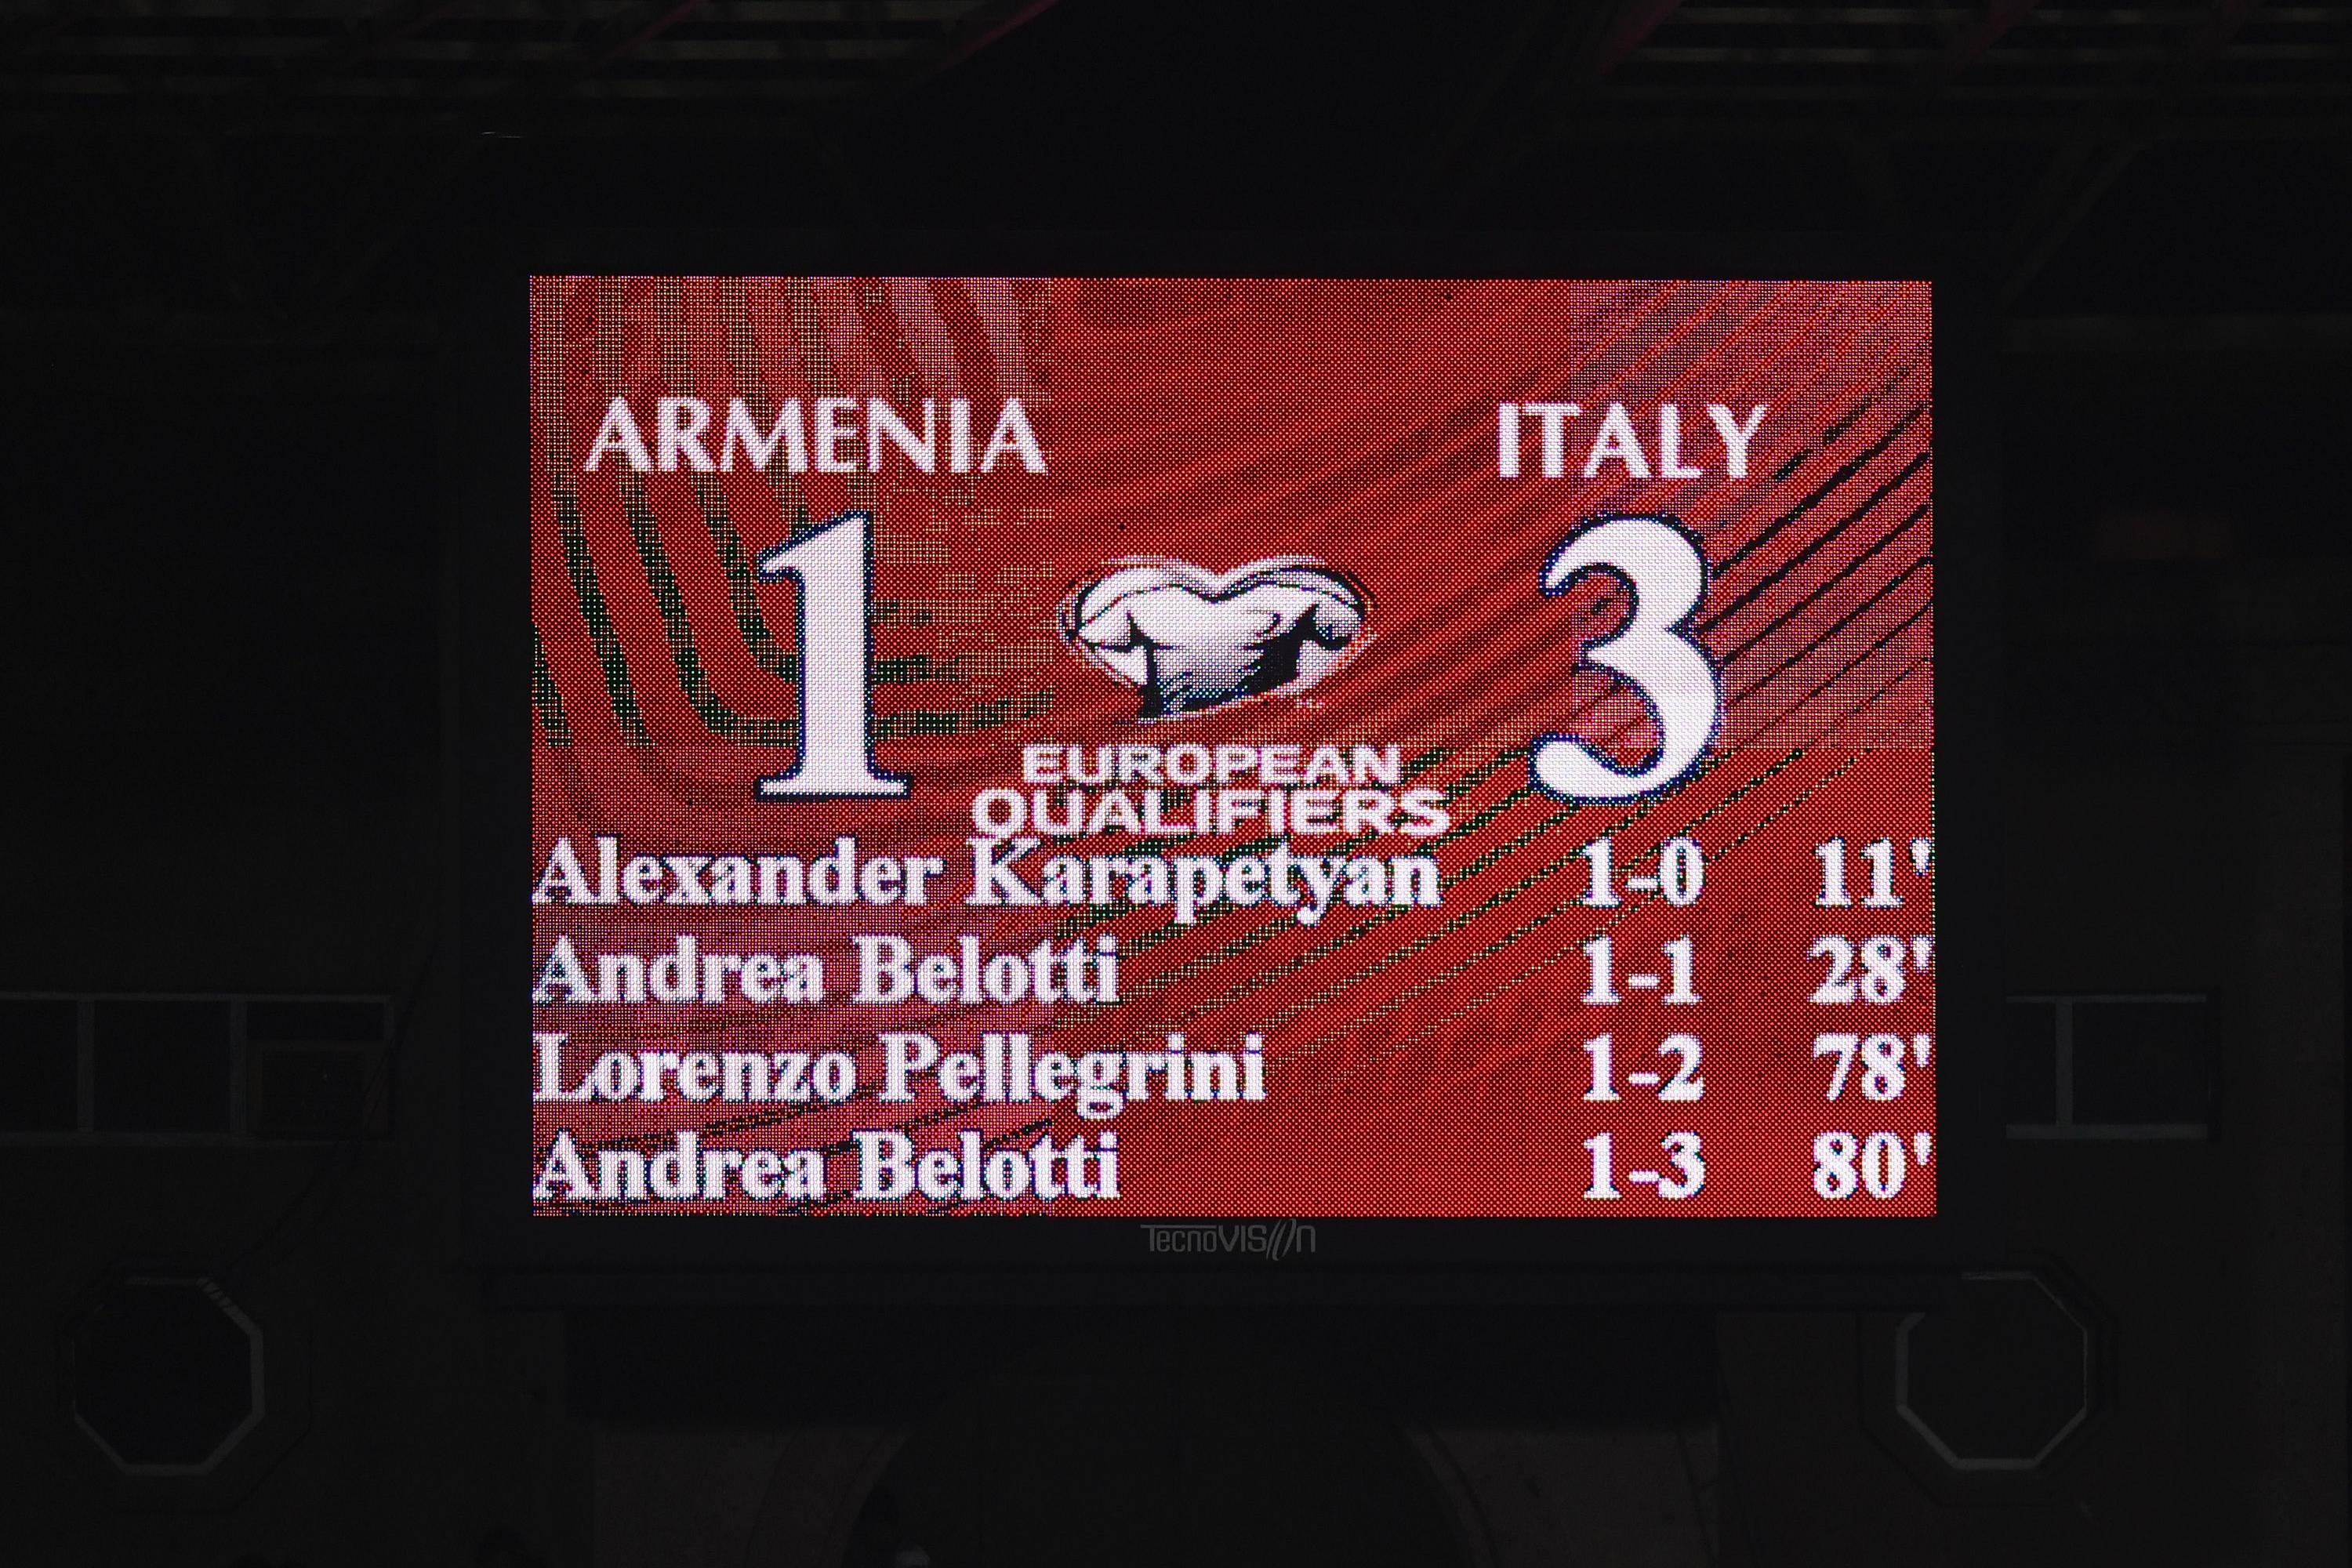 ARMENIA ITALY
1 3
EUROPEAN
QUALIFIERS
Alexander Karapetyan 1-0 11'
Andrea Belotti 1-1 28'
Lorenzo Pellegrini 1-2 78'
Andrea Belotti 1-3 80'
TecnoVISION